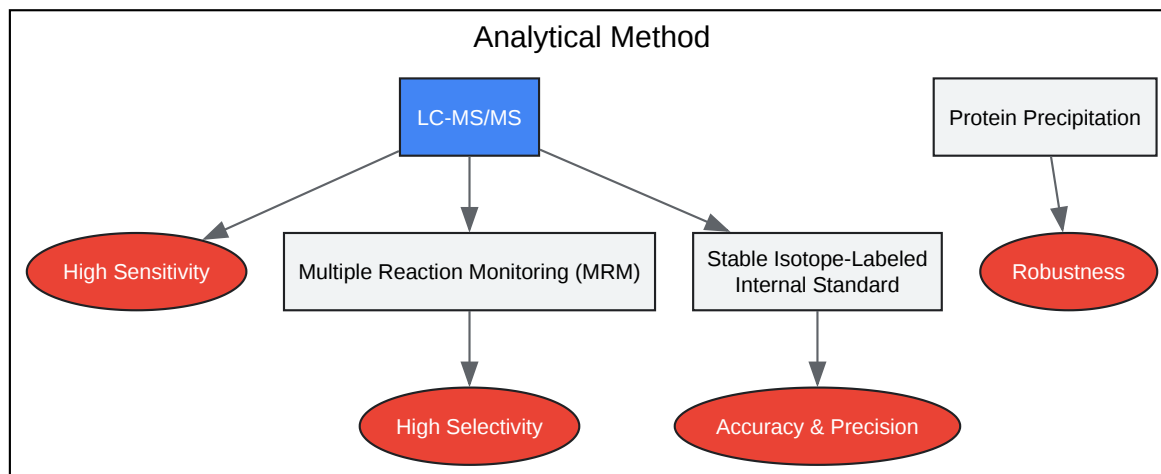 Analytical Method
LC-MS/MS
Protein Precipitation
High Sensitivity
Multiple Reaction Monitoring (MRM)
Stable Isotope-Labeled
Internal Standard
Robustness
High Selectivity
Accuracy & Precision